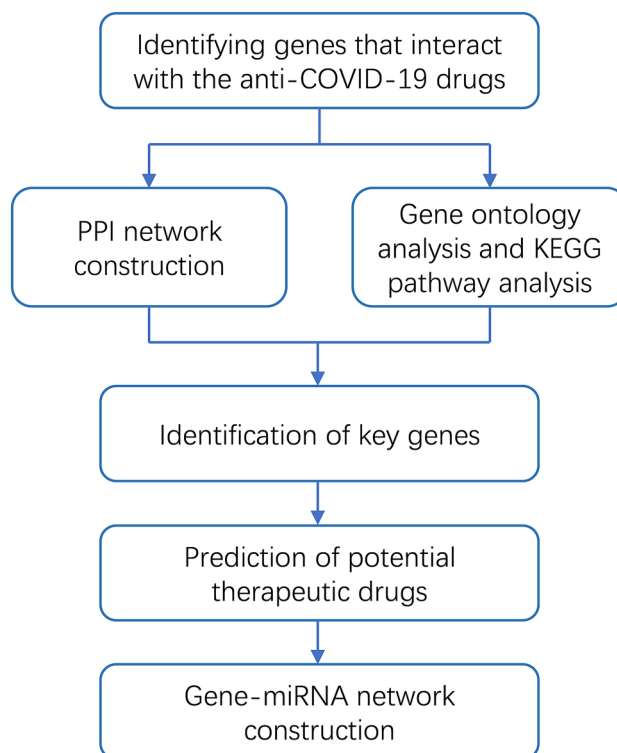 Identifying genes that interact
with the anti-COVID-19 drugs
PPI network
construction
Gene ontology
analysis and KEGG
pathway analysis
Identification of key genes
Prediction of potential
therapeutic drugs
Gene-miRNA network
construction